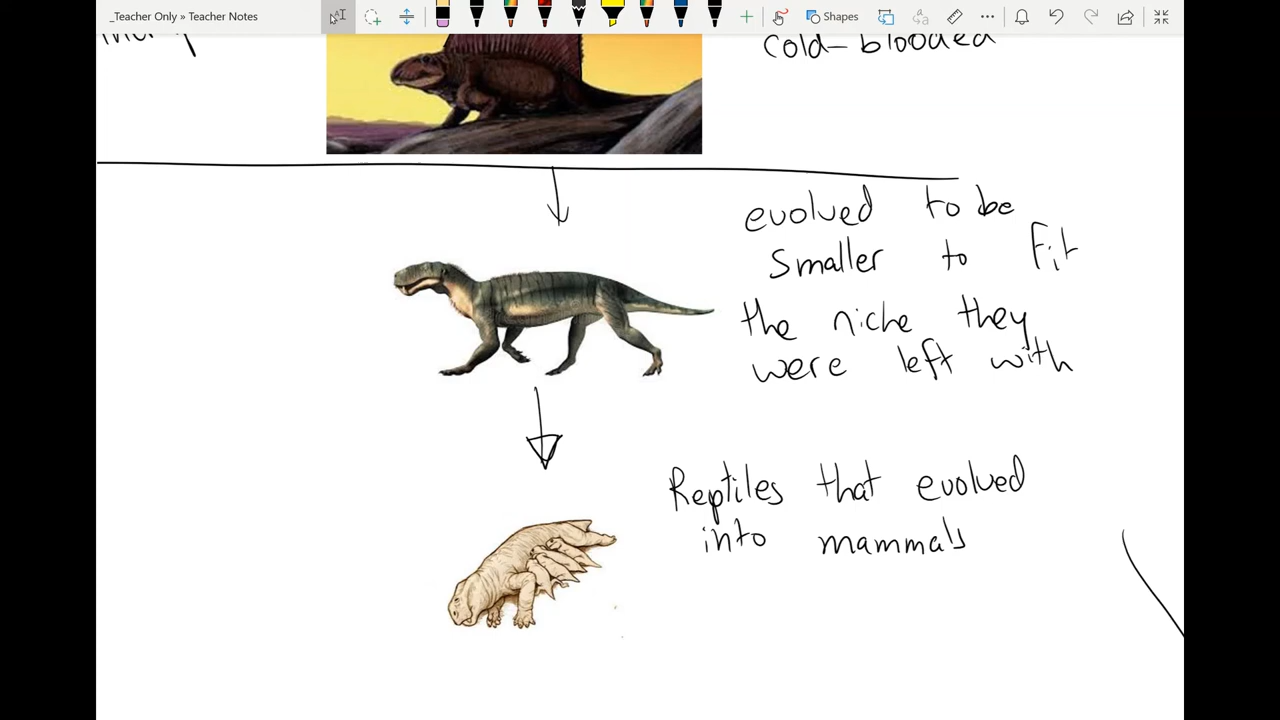 _Teacher Only » Teacher Notes
Shapes
cold-blooded
evolved to be
smaller to fit
the niche they
were left with
Reptiles that evolved
into mammals